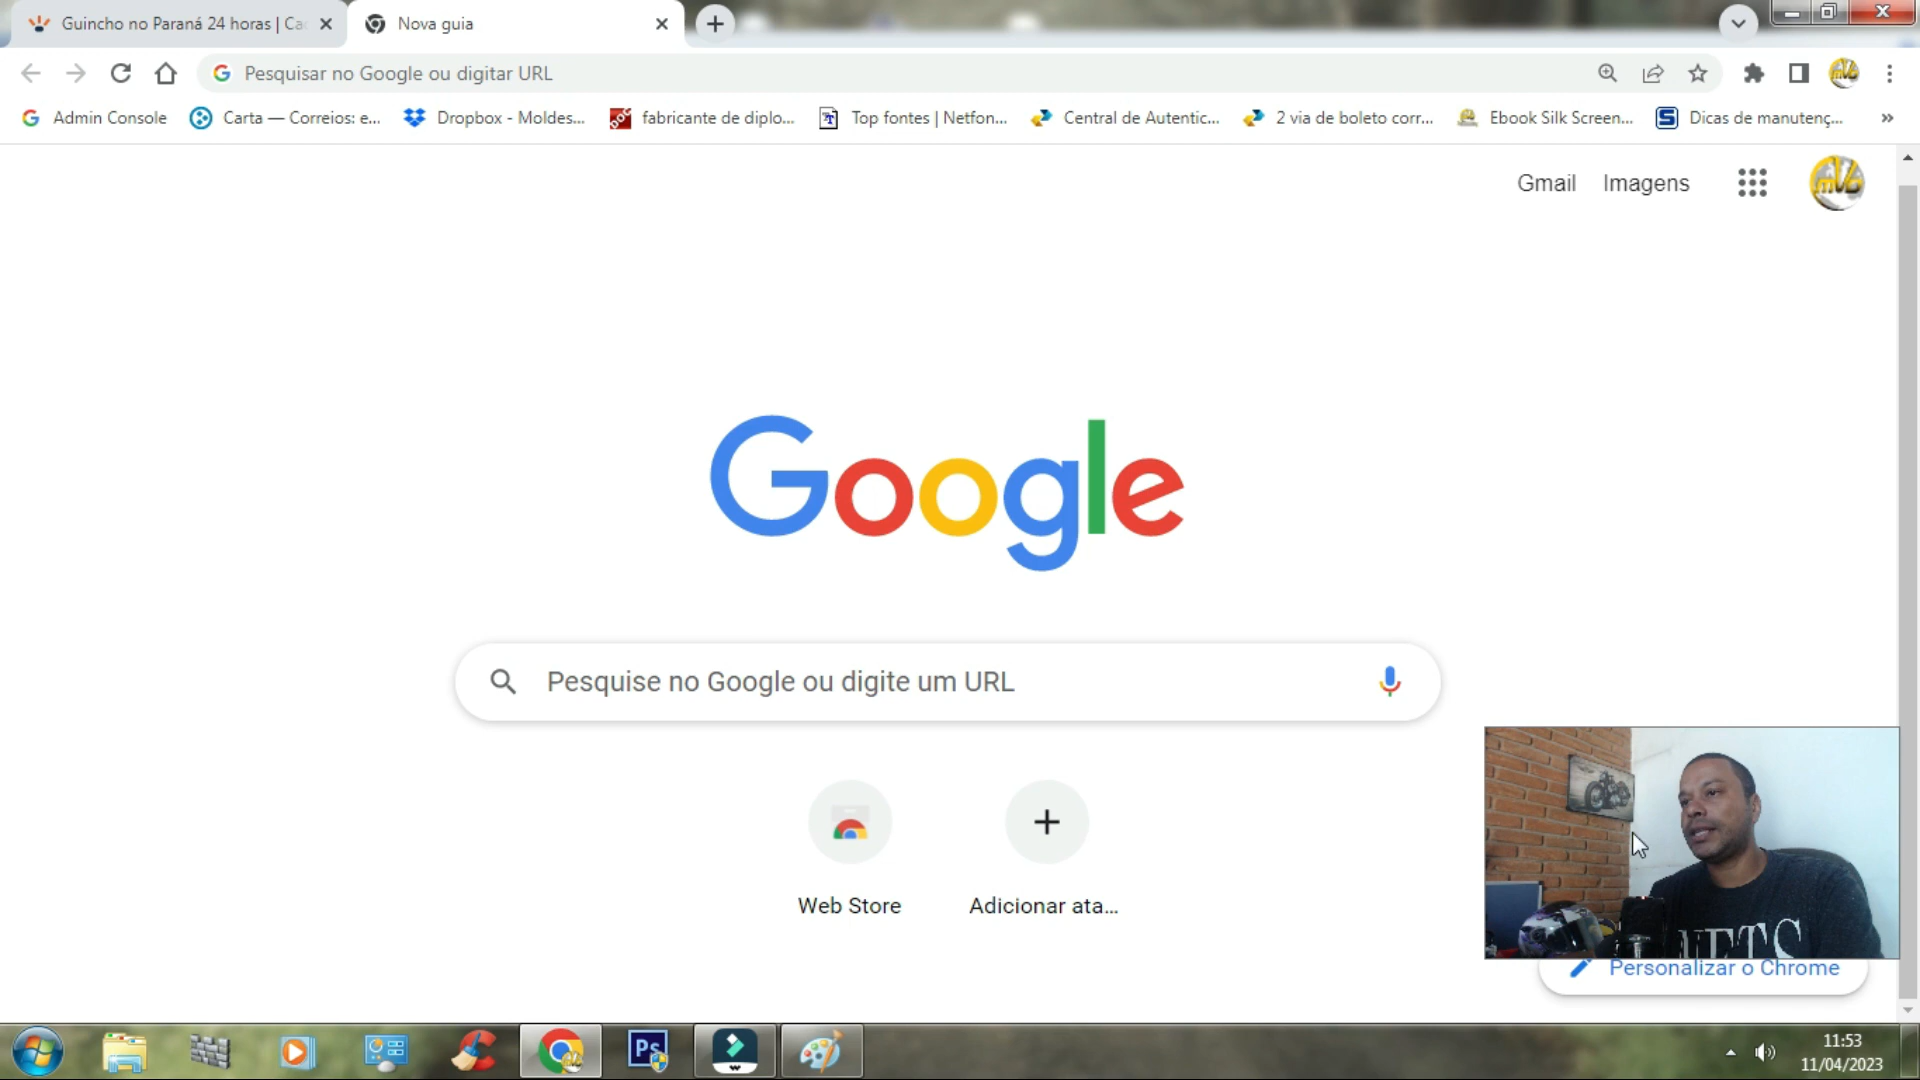 Guincho no Paraná 24 horas | Ca
Nova guia
Pesquisar no Google ou digitar URL
Admin Console
Carta — Correios: e...
Dropbox - Moldes...
fabricante de diplo...
Top fontes | Netfon...
Central de Autentic...
2 via de boleto corr...
Ebook Silk Screen...
Dicas de manutenç...
Gmail
Imagens
Google
Pesquise no Google ou digite um URL
Web Store
Adicionar ata...
Personalizar o Chrome
Ps
11:53
11/04/2023